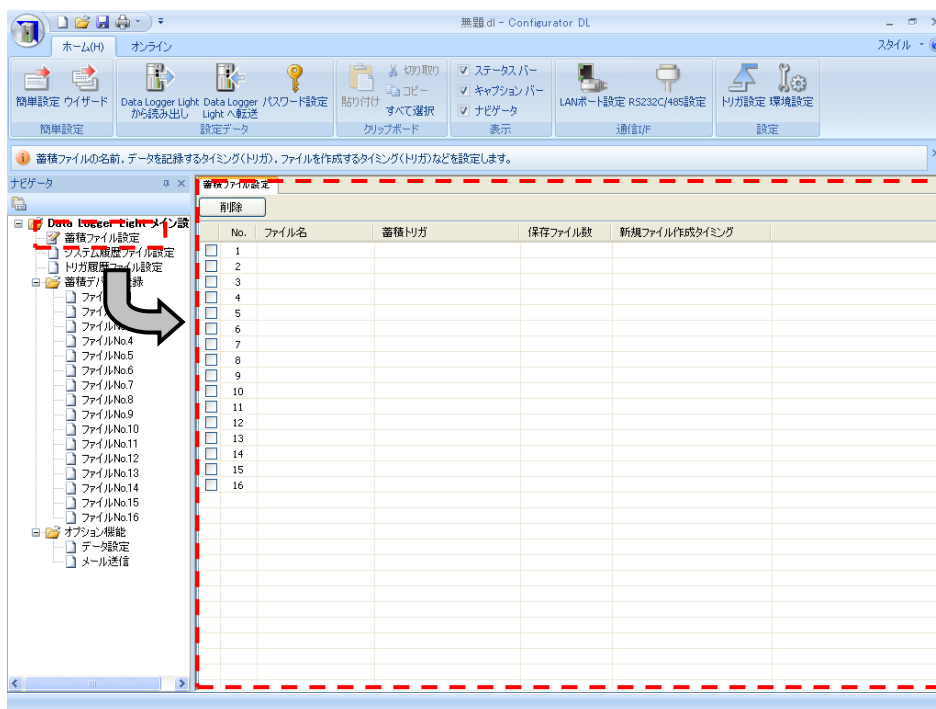 無題.dl - Configurator DL
ホーム(H) オンライン スタイル
簡単設定 ウィザード
簡単設定
Data Logger Light から読み出し
Data Logger Light へ転送
パスワード設定
設定データ
貼り付け
切り取り
コピー
すべて選択
クリップボード
ステータス バー
キャプション バー
ナビゲータ
表示
LANポート設定 RS232C/485設定
通信I/F
トリガ設定 環境設定
設定
蓄積ファイルの名前, データを記録するタイミング(トリガ), ファイルを作成するタイミング(トリガ)などを設定します。
ナビゲータ
Data Logger Light メイン設
蓄積ファイル設定
システム履歴ファイル設定
トリガ履歴ファイル設定
ファイルNo.4
ファイルNo.5
ファイルNo.6
ファイルNo.7
ファイルNo.8
ファイルNo.9
ファイルNo.10
ファイルNo.11
ファイルNo.12
ファイルNo.13
ファイルNo.14
ファイルNo.15
ファイルNo.16
オプション機能
データ設定
メール送信
蓄積ファイル設定
削除
No. ファイル名 蓄積トリガ 保存ファイル数 新規ファイル作成タイミング
1
2
3
4
5
6
7
8
9
10
11
12
13
14
15
16